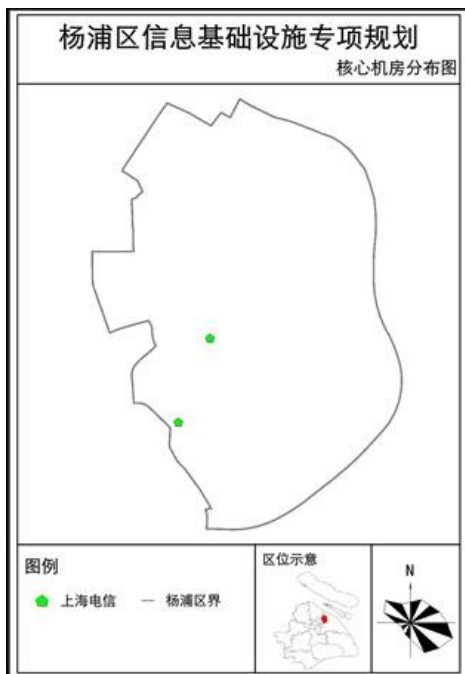 杨浦区信息基础设施专项规划
核心机房分布图
图例
上海电信 杨浦区界
区位示意
N